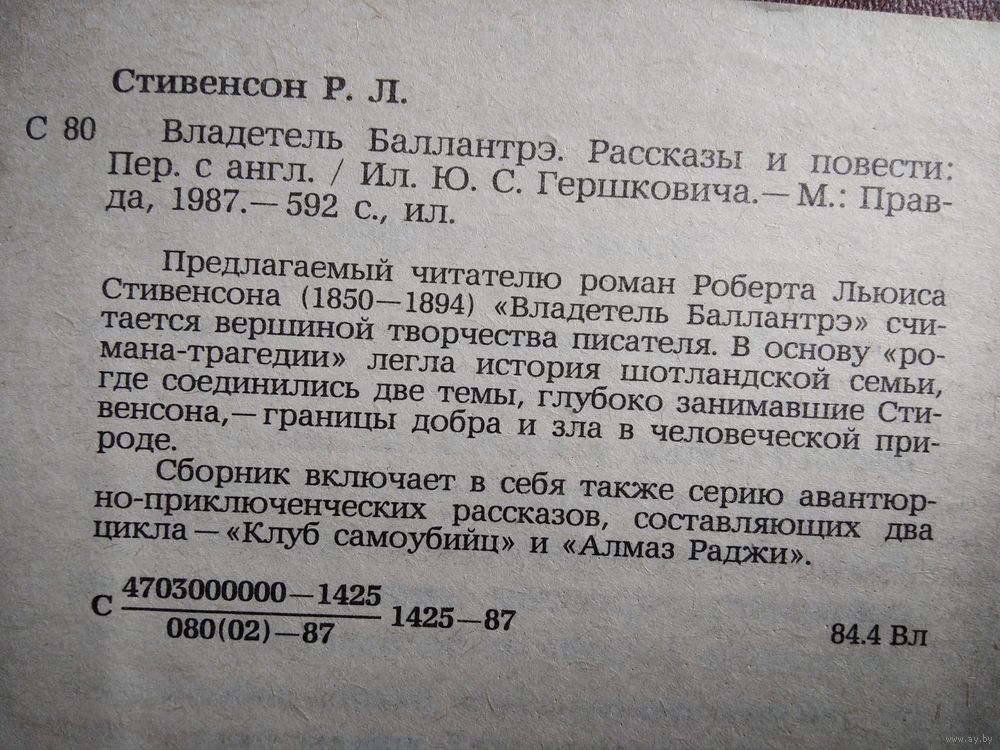 Стивенсон Р. Л.
С 80 Владетель Баллантрэ. Рассказы и повести:
Пер. с англ. / Ил. Ю. С. Гершковича.— М.: Прав-
да, 1987.— 592 с., ил.
Предлагаемый читателю роман Роберта Льюиса
Стивенсона (1850—1894) «Владетель Баллантрэ» счи-
тается вершиной творчества писателя. В основу «ро-
мана-трагедии» легла история шотландской семьи,
где соединились две темы, глубоко занимавшие Сти-
венсона,— границы добра и зла в человеческой при-
роде.
Сборник включает в себя также серию авантюр-
но-приключенческих рассказов, составляющих два
цикла — «Клуб самоубийц» и «Алмаз Раджи».
С 4703000000—1425
080(02)—87
1425—87
84.4 Вл
www.ay.by